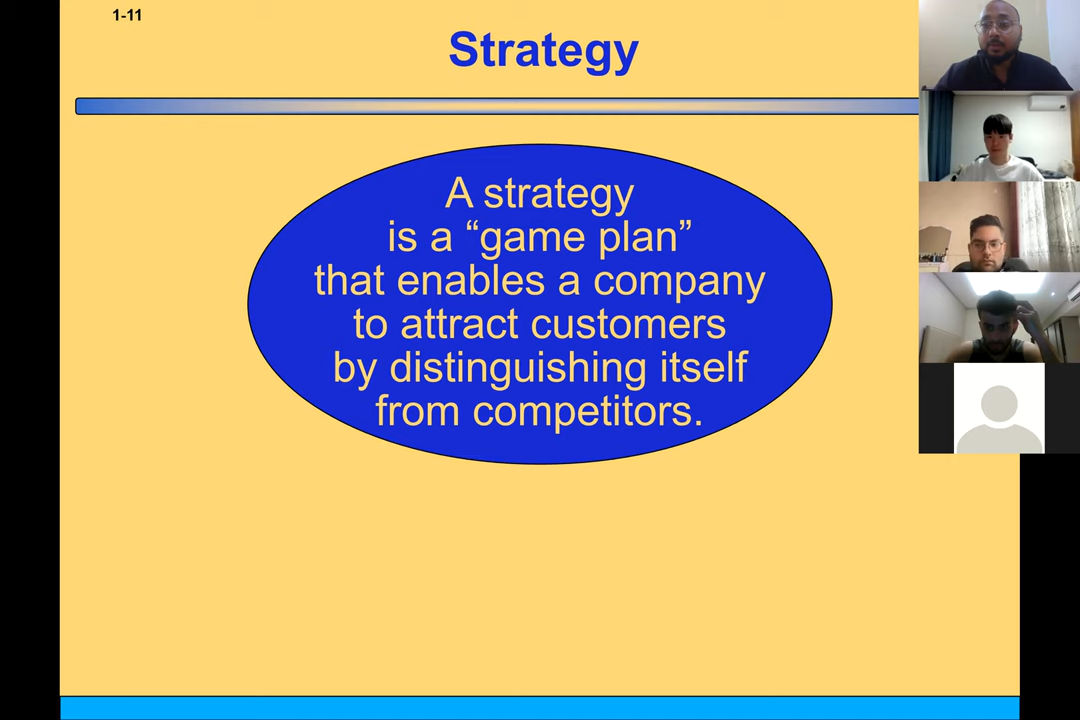 1-11
Strategy
A strategy
is a “game plan”
that enables a company
to attract customers
by distinguishing itself
from competitors.